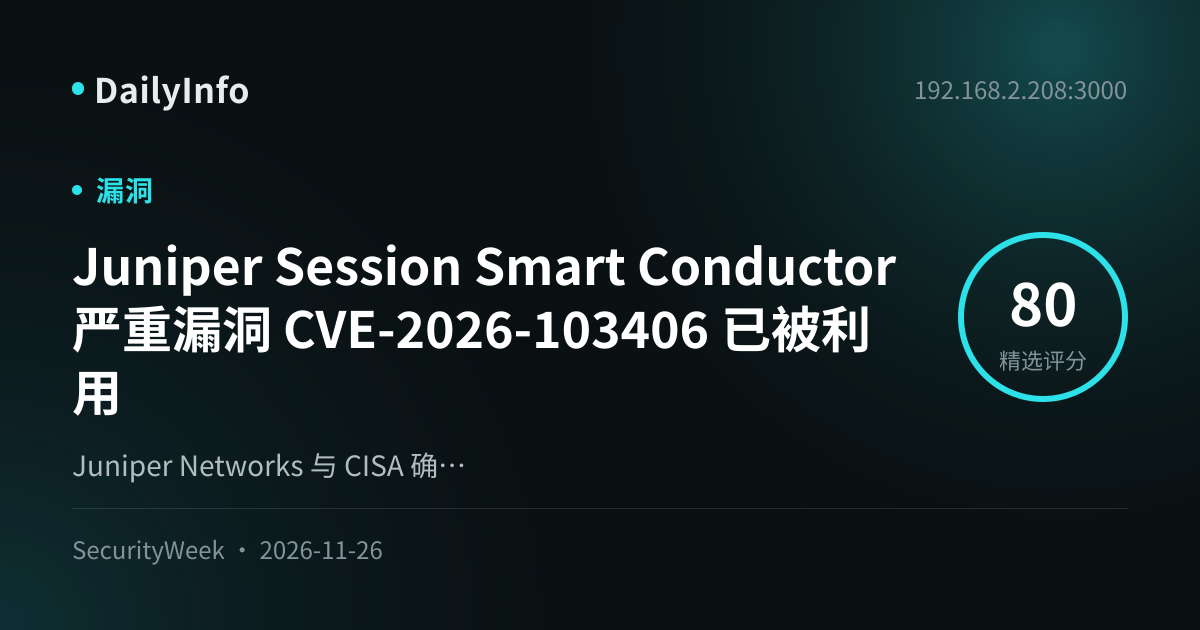 DailyInfo
192.168.2.208:3000
漏洞
Juniper Session Smart Conductor
严重漏洞 CVE-2026-103406 已被利
用
80
精选评分
Juniper Networks 与 CISA 确…
SecurityWeek · 2026-11-26